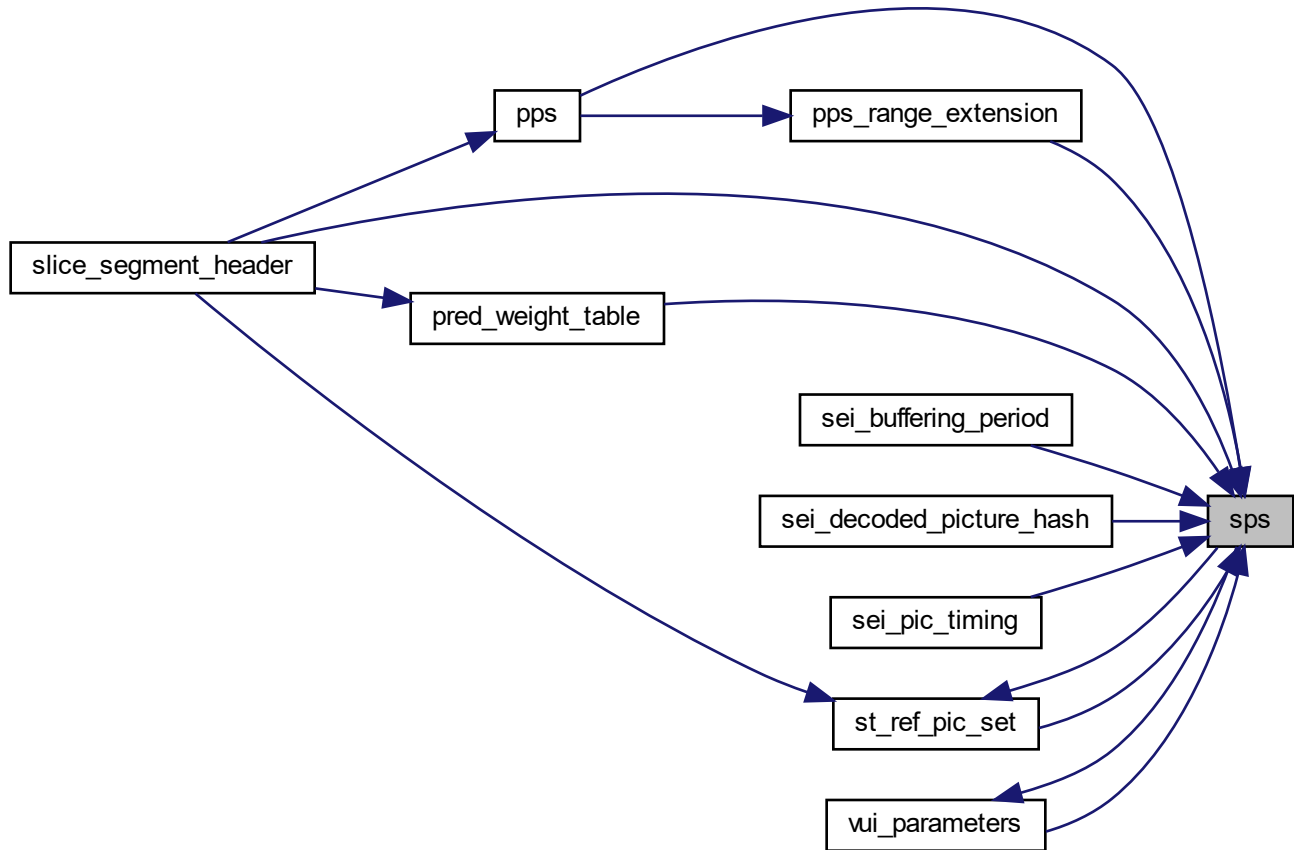 pps
pps_range_extension
slice_segment_header
pred_weight_table
sei_buffering_period
sei_decoded_picture_hash
sps
sei_pic_timing
st_ref_pic_set
vui_parameters